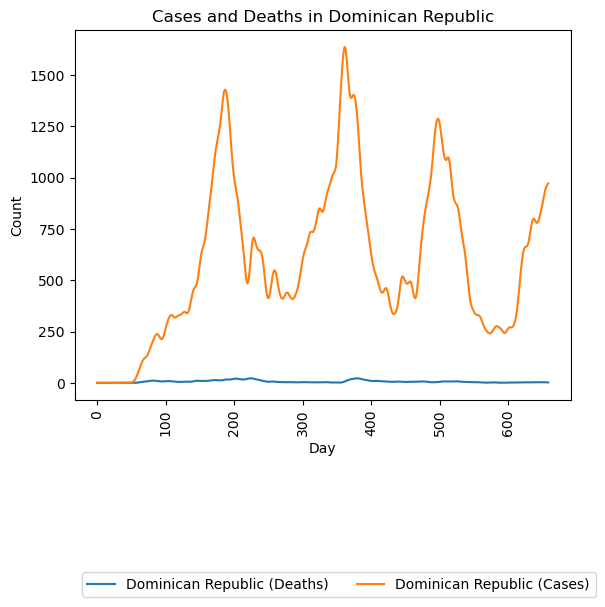 Cases and Deaths in Dominican Republic
Count
1500
1250
1000
750
500
250
0
0
100
200
300
400
500
600
Day
Dominican Republic (Deaths)
Dominican Republic (Cases)